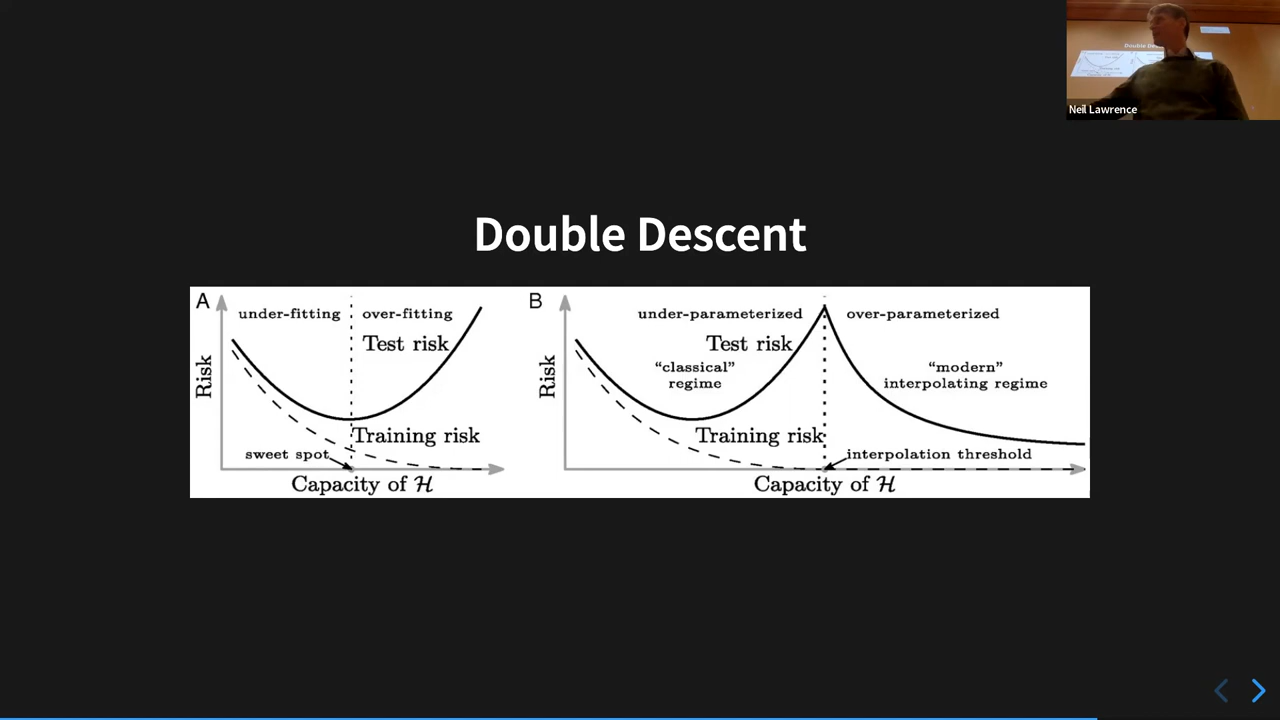 Neil Lawrence
Double Descent
A
under-fitting
over-fitting
Test risk
Risk
Training risk
sweet spot
Capacity of ℋ
B
under-parameterized
over-parameterized
Test risk
"classical"
regime
"modern"
interpolating regime
Risk
Training risk
interpolation threshold
Capacity of ℋ